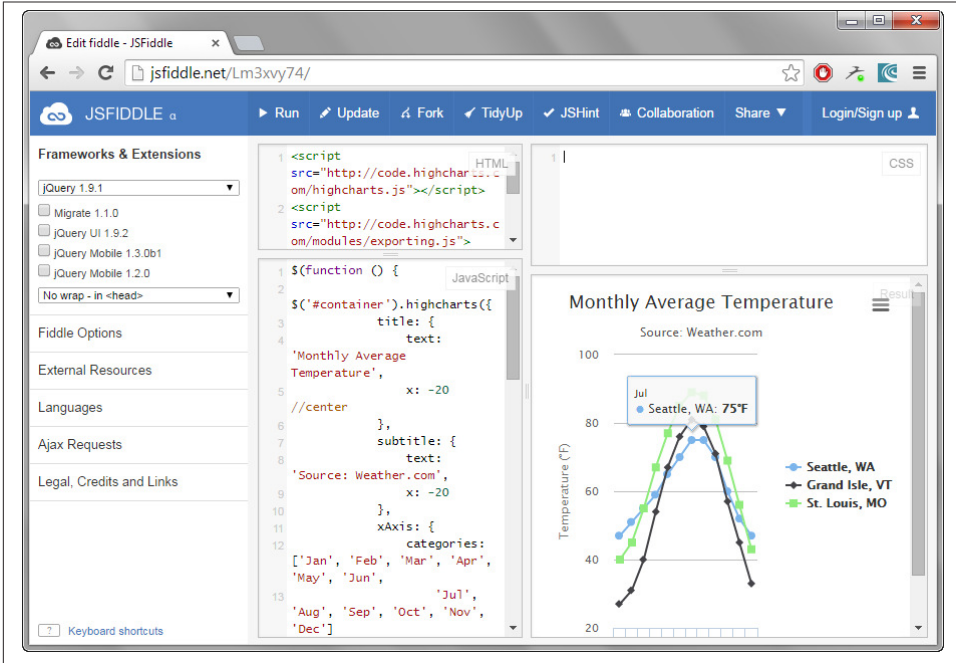 Edit fiddle - JSFiddle
jsfiddle.net/Lm3xvy74/
JSFIDDLE α
Run
Update
Fork
TidyUp
JSHint
Collaboration
Share
Login/Sign up
Frameworks & Extensions
jQuery 1.9.1
Migrate 1.1.0
jQuery UI 1.9.2
jQuery Mobile 1.3.0b1
jQuery Mobile 1.2.0
No wrap - in <head>
Fiddle Options
External Resources
Languages
Ajax Requests
Legal, Credits and Links
? Keyboard shortcuts
HTML
1 <script
src="http://code.highcharts.c
om/highcharts.js"></script>
2 <script
src="http://code.highcharts.c
om/modules/exporting.js">
CSS
1
JavaScript
1 $(function () {
2
$('#container').highcharts({
3 title: {
4 text:
'Monthly Average
Temperature',
5 x: -20
//center
6 },
7 subtitle: {
8 text:
'Source: Weather.com',
9 x: -20
10 },
11 xAxis: {
12 categories:
['Jan', 'Feb', 'Mar', 'Apr',
'May', 'Jun',
13 'Jul',
'Aug', 'Sep', 'Oct', 'Nov',
'Dec']
Result
Monthly Average Temperature
Source: Weather.com
100
80
60
40
20
Temperature (°F)
Jul
Seattle, WA: 75°F
Seattle, WA
Grand Isle, VT
St. Louis, MO